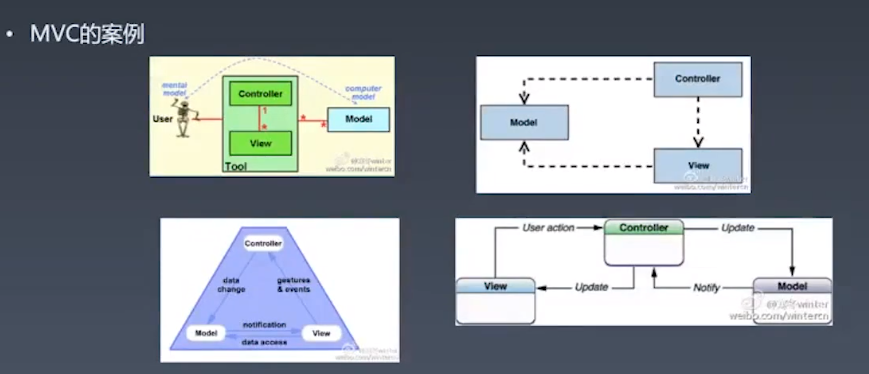 • MVC的案例
mental
model
User
Controller
1
*
View
Tool
*
*
computer
model
Model
weibo.com/wintercn
Controller
Model
View
weibo.com/wintercn
Controller
data
change
gestures
& events
notification
Model
View
data access
User action
Controller
Update
View
Update
Notify
Model
weibo.com/wintercn